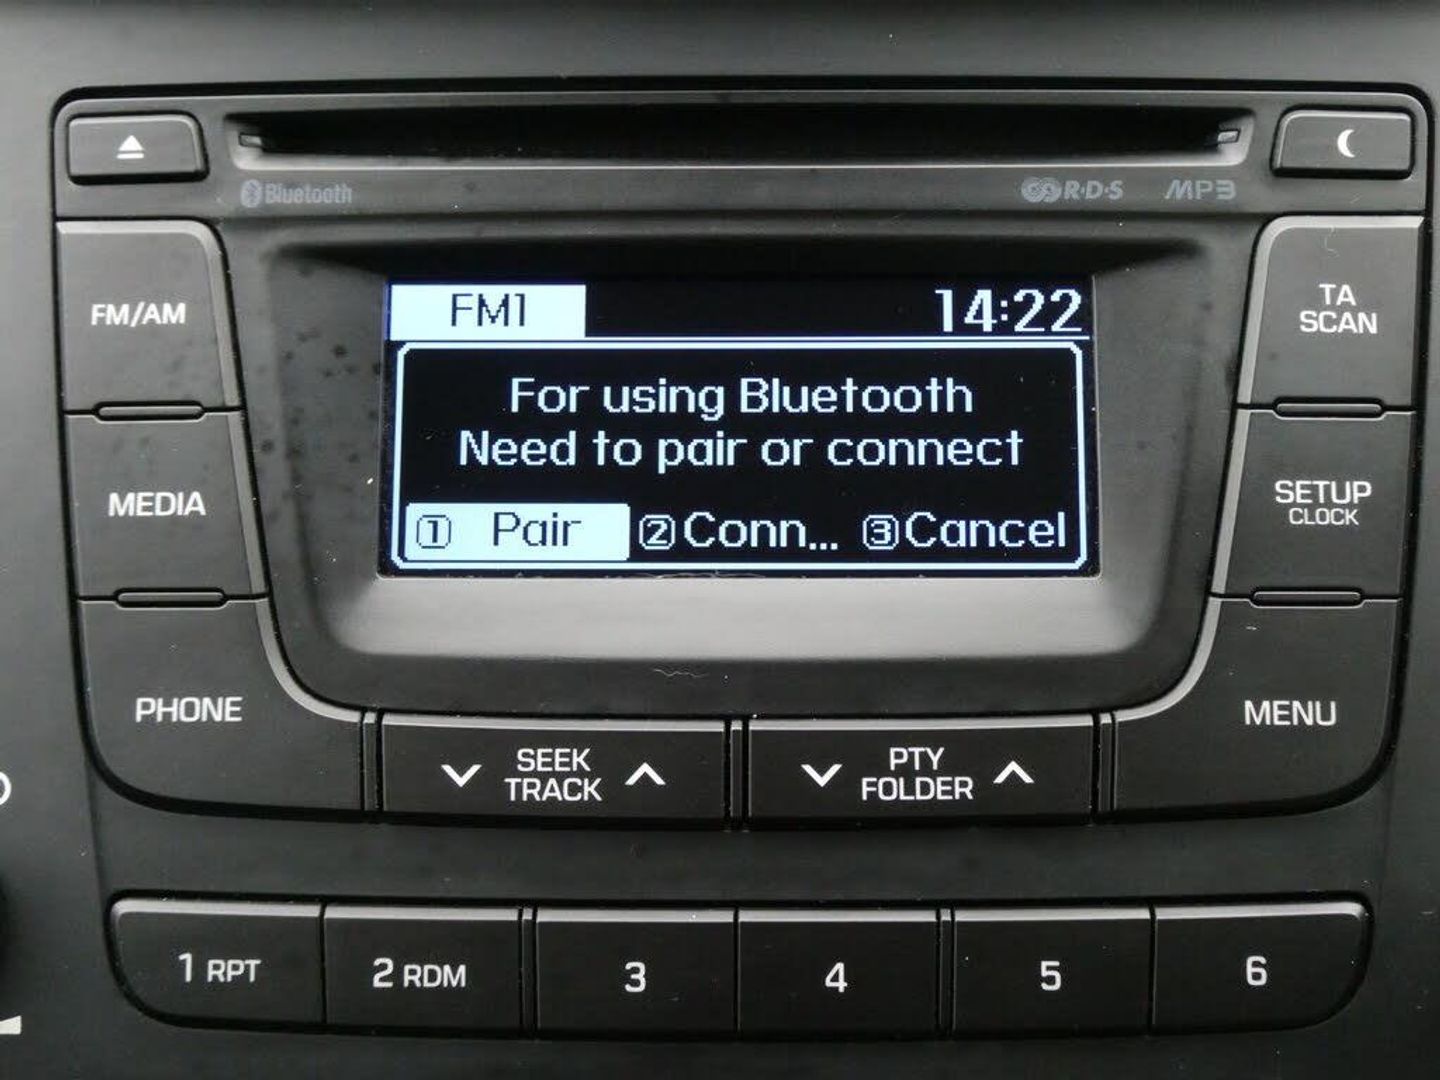 Bluetooth
R·D·S
MP3
FM/AM
FM1
14:22
TA
SCAN
For using Bluetooth
Need to pair or connect
MEDIA
① Pair
②Conn...
③Cancel
SETUP
CLOCK
PHONE
SEEK
TRACK
PTY
FOLDER
MENU
1 RPT
2 RDM
3
4
5
6